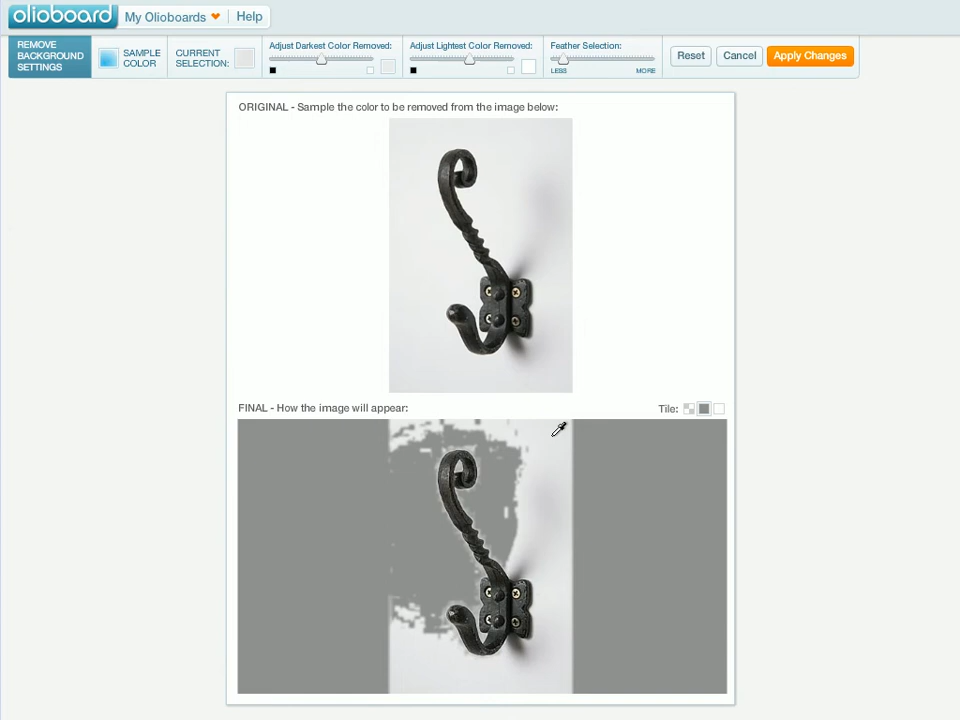 olioboard My Olioboards Help
REMOVE BACKGROUND SETTINGS
SAMPLE COLOR
CURRENT SELECTION:
Adjust Darkest Color Removed:
Adjust Lightest Color Removed:
Feather Selection:
LESS MORE
Reset Cancel Apply Changes
ORIGINAL - Sample the color to be removed from the image below:
FINAL - How the image will appear:
Tile: